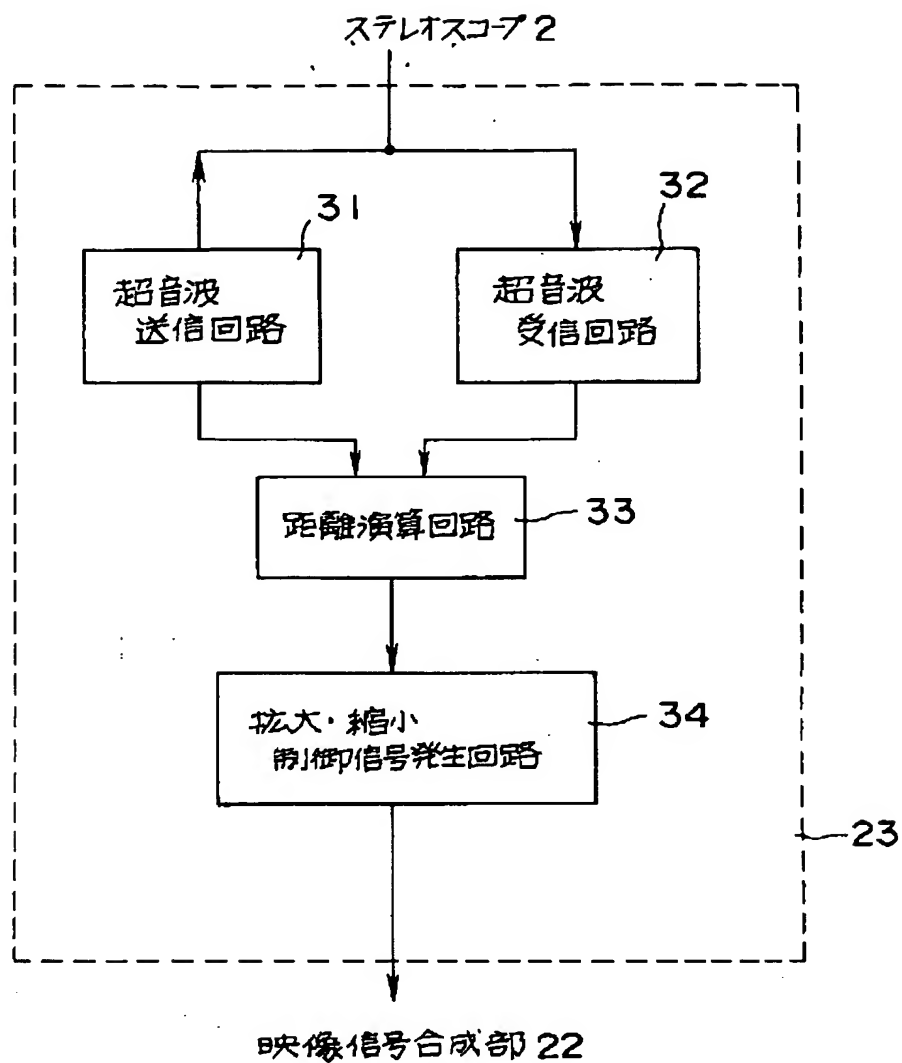 ステレオスコープ2
31
32
超音波
送信回路
超音波
受信回路
距離演算回路
33
拡大・縮小
制御信号発生回路
34
23
映像信号合成部22